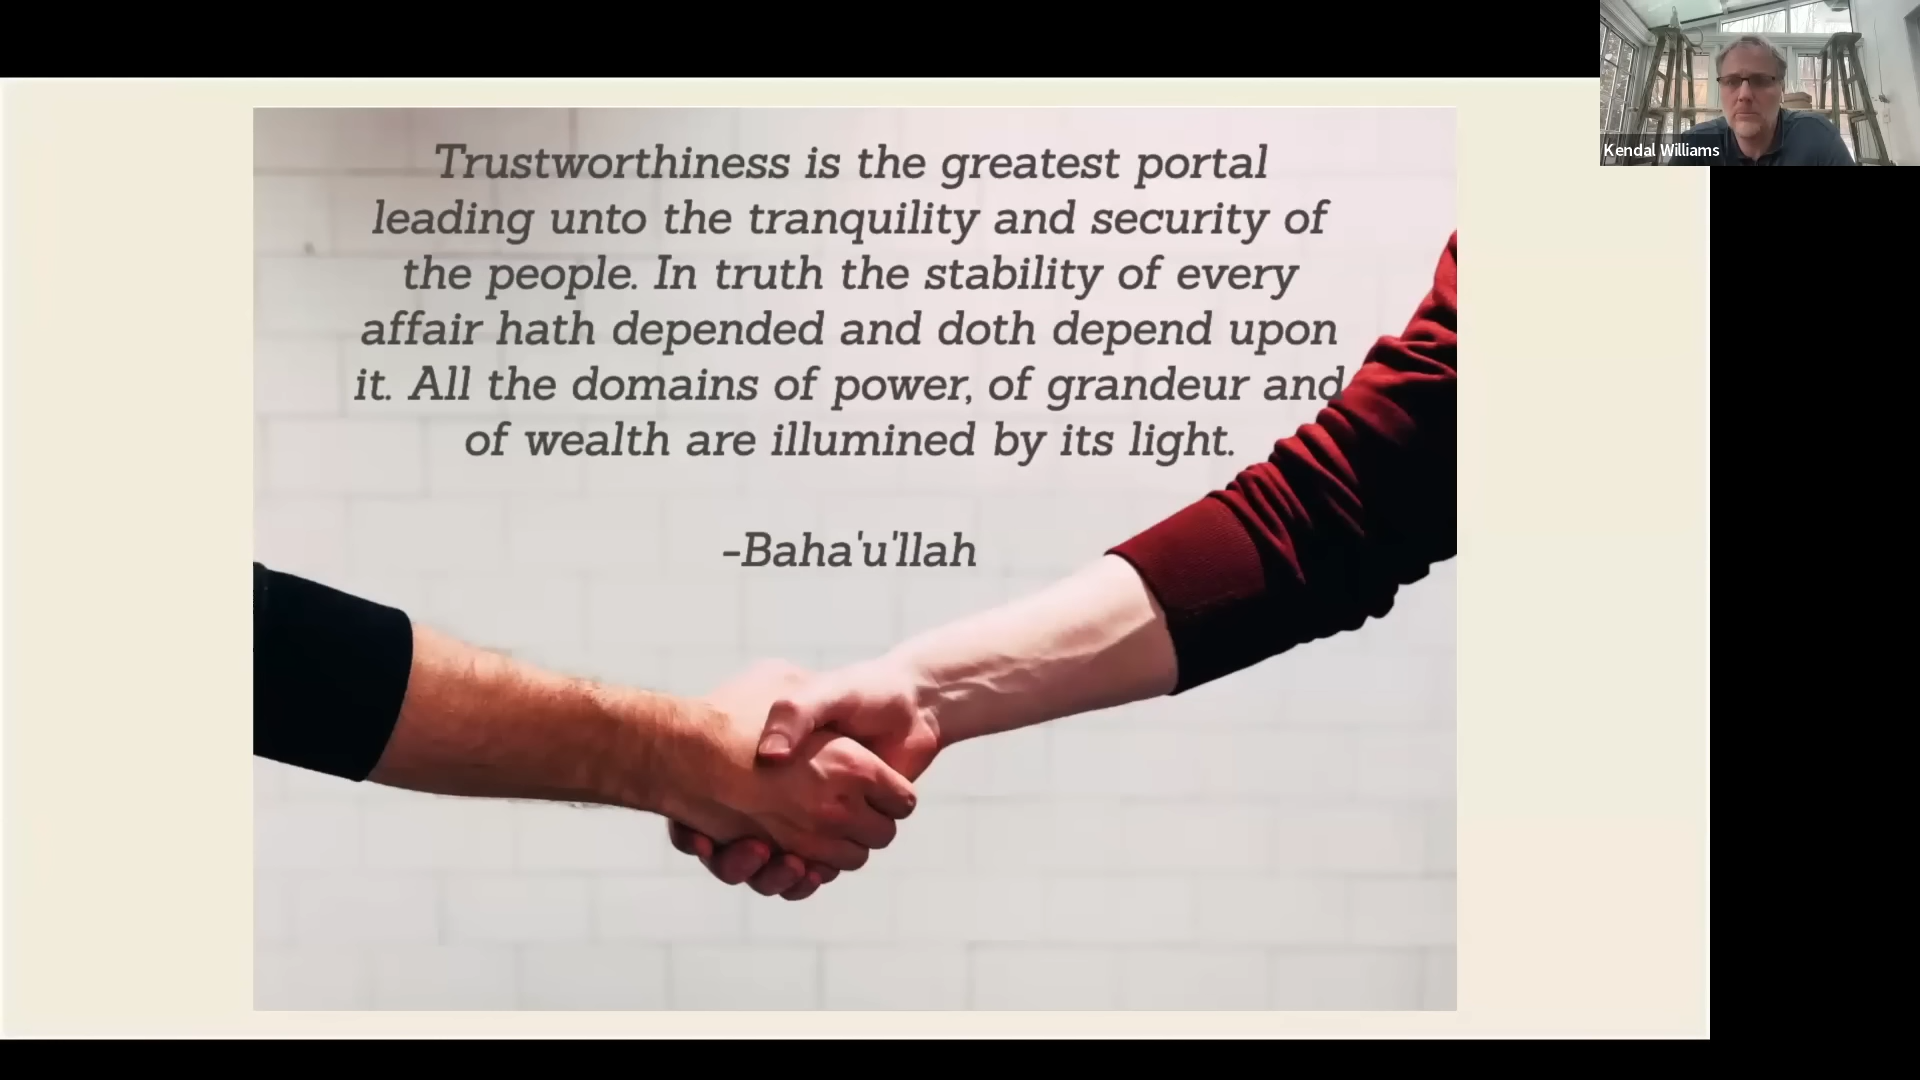 Trustworthiness is the greatest portal
leading unto the tranquility and security of
the people. In truth the stability of every
affair hath depended and doth depend upon
it. All the domains of power, of grandeur and
of wealth are illumined by its light.
-Baha'u'llah
Kendal Williams